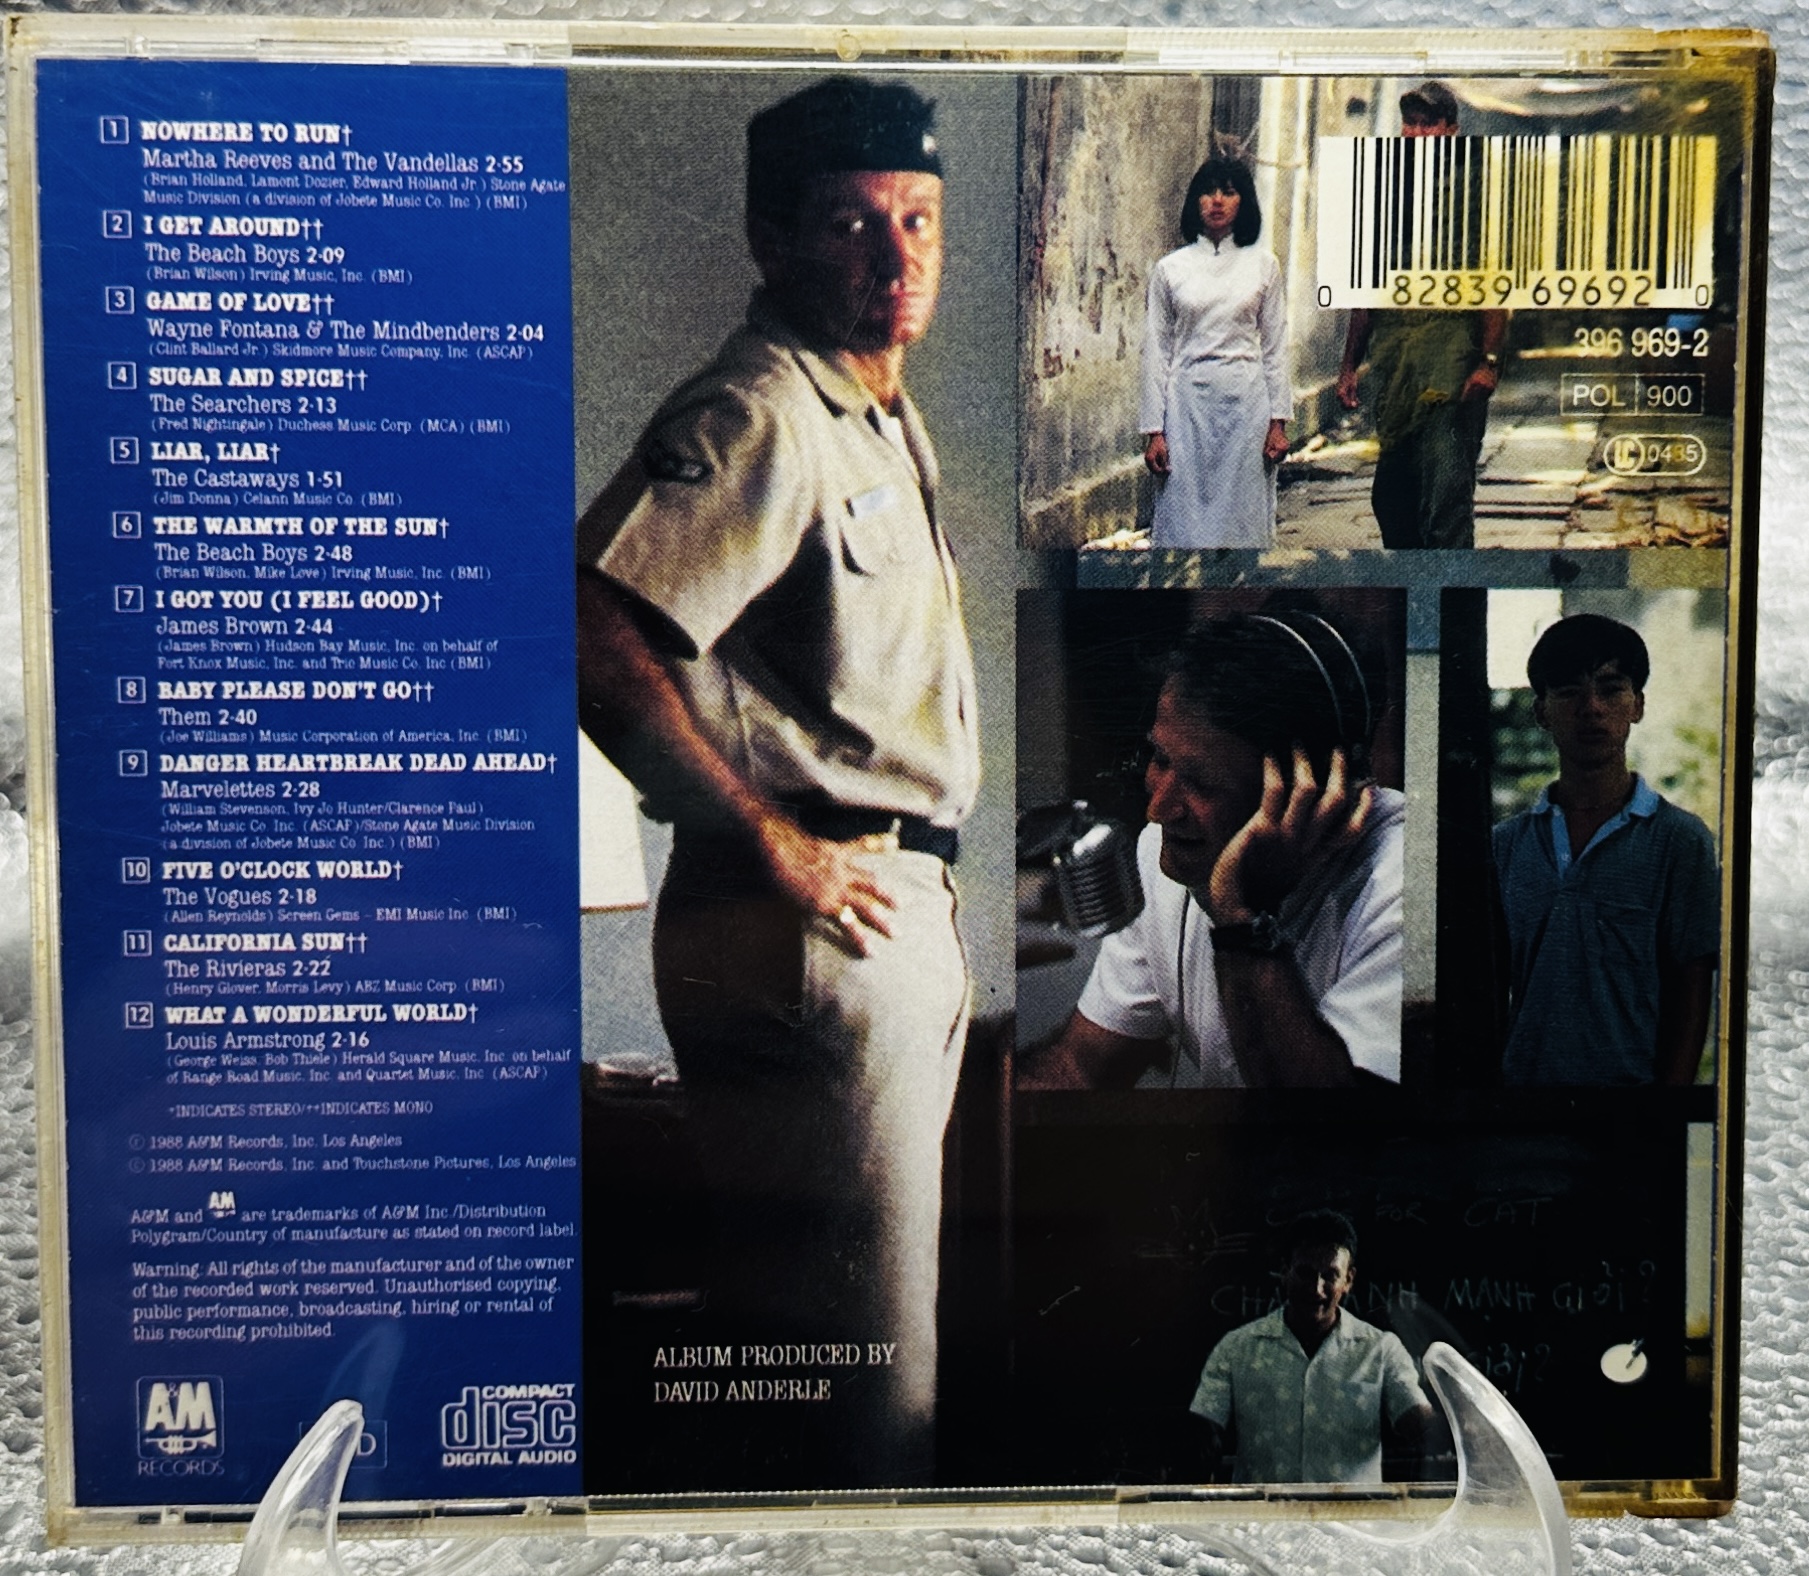 1 NOWHERE TO RUN†
Martha Reeves and The Vandellas 2·55
(Brian Holland, Lamont Dozier, Edward Holland Jr.) Stone Agate
Music Division (a division of Jobete Music Co. Inc.) (BMI)
2 I GET AROUND††
The Beach Boys 2·09
(Brian Wilson) Irving Music, Inc. (BMI)
3 GAME OF LOVE††
Wayne Fontana & The Mindbenders 2·04
(Clint Ballard Jr.) Skidmore Music Company, Inc. (ASCAP)
4 SUGAR AND SPICE††
The Searchers 2·13
(Fred Nightingale) Duchess Music Corp. (MCA) (BMI)
5 LIAR, LIAR†
The Castaways 1·51
(Jim Donna) Celann Music Co. (BMI)
6 THE WARMTH OF THE SUN†
The Beach Boys 2·48
(Brian Wilson, Mike Love) Irving Music, Inc. (BMI)
7 I GOT YOU (I FEEL GOOD)†
James Brown 2·44
(James Brown) Hudson Bay Music, Inc. on behalf of
Fort Knox Music, Inc. and Trio Music Co. Inc (BMI)
8 BABY PLEASE DON'T GO††
Them 2·40
(Joe Williams) Music Corporation of America, Inc. (BMI)
9 DANGER HEARTBREAK DEAD AHEAD†
Marvelettes 2·28
(William Stevenson, Ivy Jo Hunter/Clarence Paul)
Jobete Music Co. Inc. (ASCAP)/Stone Agate Music Division
(a division of Jobete Music Co. Inc.) (BMI)
10 FIVE O'CLOCK WORLD†
The Vogues 2·18
(Allen Reynolds) Screen Gems – EMI Music Inc. (BMI)
11 CALIFORNIA SUN††
The Rivieras 2·22
(Henry Glover, Morris Levy) ABZ Music Corp. (BMI)
12 WHAT A WONDERFUL WORLD†
Louis Armstrong 2·16
(George Weiss, Bob Thiele) Herald Square Music, Inc. on behalf
of Range Road Music, Inc. and Quartet Music, Inc. (ASCAP)
†INDICATES STEREO/††INDICATES MONO
℗ 1988 A&M Records, Inc. Los Angeles
© 1988 A&M Records, Inc. and Touchstone Pictures, Los Angeles
A&M and A&M are trademarks of A&M Inc./Distribution
Polygram/Country of manufacture as stated on record label.
Warning: All rights of the manufacturer and of the owner
of the recorded work reserved. Unauthorised copying,
public performance, broadcasting, hiring or rental of
this recording prohibited.
A&M
RECORDS
COMPACT
disc
DIGITAL AUDIO
ALBUM PRODUCED BY
DAVID ANDERLE
0 82839 69692 0
396 969-2
POL 900
LC 0485
FOR CAT
ANH MẠNH GIỎI?